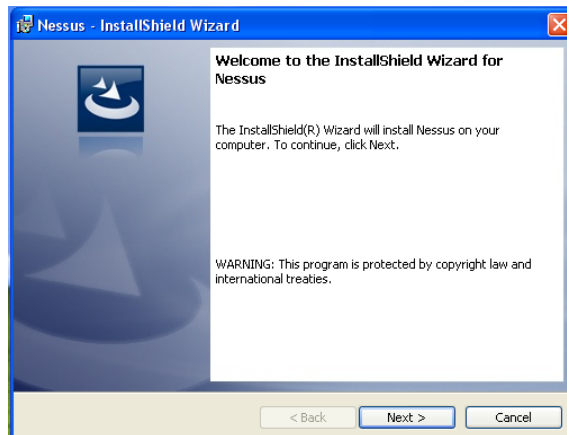 Nessus - InstallShield Wizard
Welcome to the InstallShield Wizard for
Nessus
The InstallShield(R) Wizard will install Nessus on your
computer. To continue, click Next.
WARNING: This program is protected by copyright law and
international treaties.
< Back
Next >
Cancel